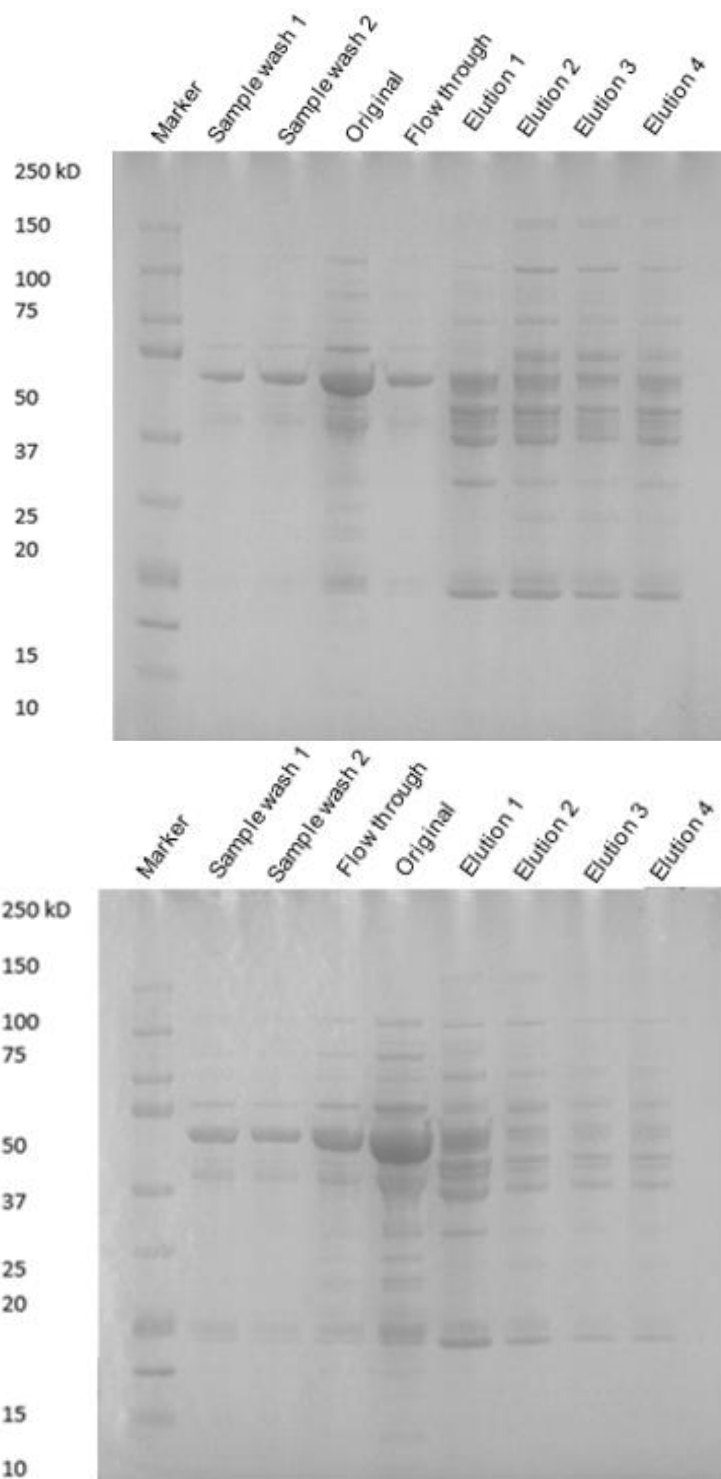 Marker
Sample wash 1
Sample wash 2
Original
Flow through
Elution 1
Elution 2
Elution 3
Elution 4
250 kD
150
100
75
50
37
25
20
15
10
Marker
Sample wash 1
Sample wash 2
Flow through
Original
Elution 1
Elution 2
Elution 3
Elution 4
250 kD
150
100
75
50
37
25
20
15
10